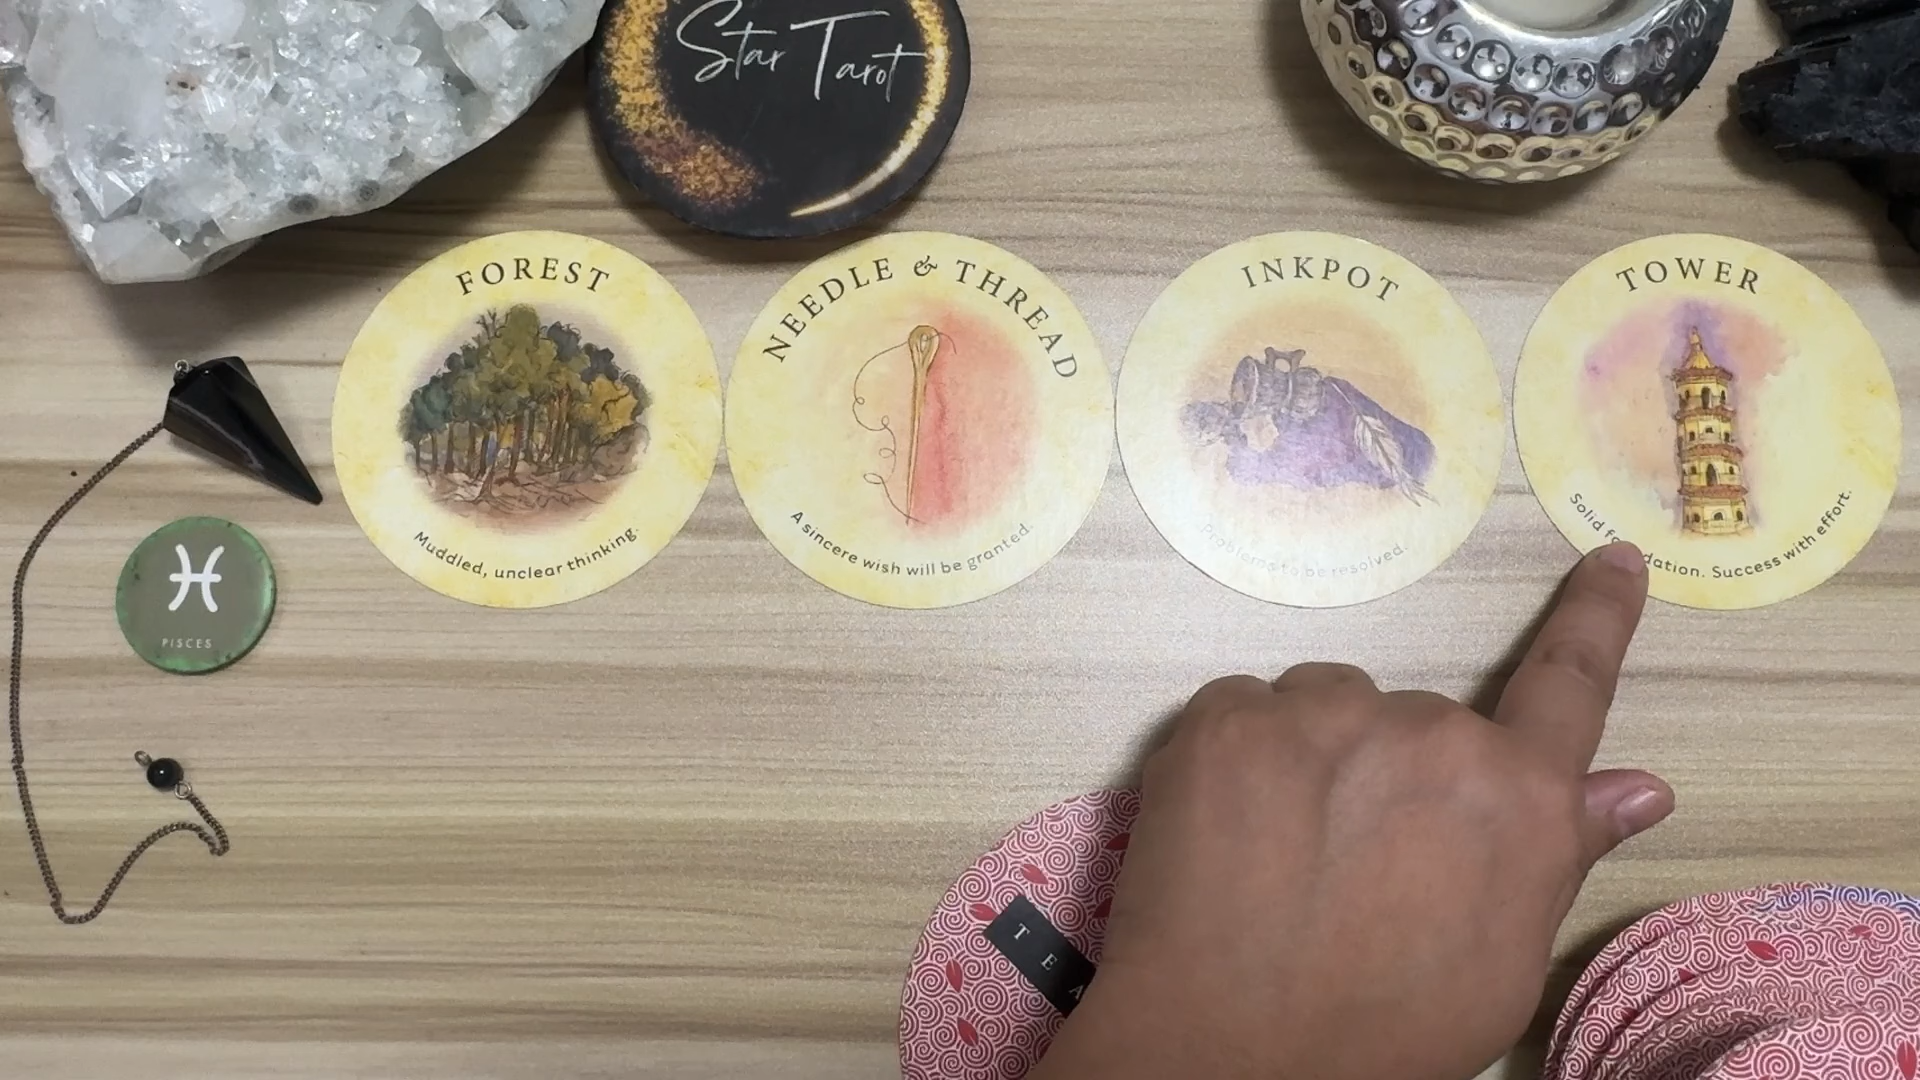 Star Tarot
FOREST
Muddled, unclear thinking.
NEEDLE & THREAD
A sincere wish will be granted.
INKPOT
Problems to be resolved.
TOWER
Solid fo dation. Success with effort.
PISCES
T E A